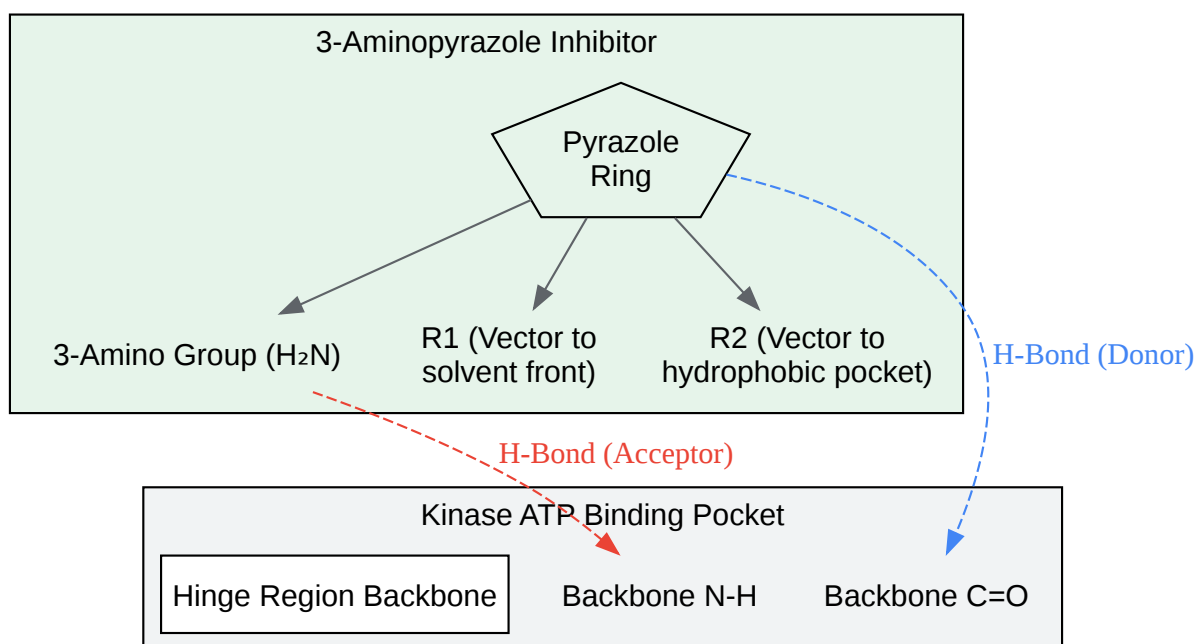 3-Aminopyrazole Inhibitor
Pyrazole
Ring
3-Amino Group (H₂N)
R1 (Vector to
solvent front)
R2 (Vector to
hydrophobic pocket)
H-Bond (Donor)
H-Bond (Acceptor)
Kinase ATP Binding Pocket
Hinge Region Backbone
Backbone N-H
Backbone C=O